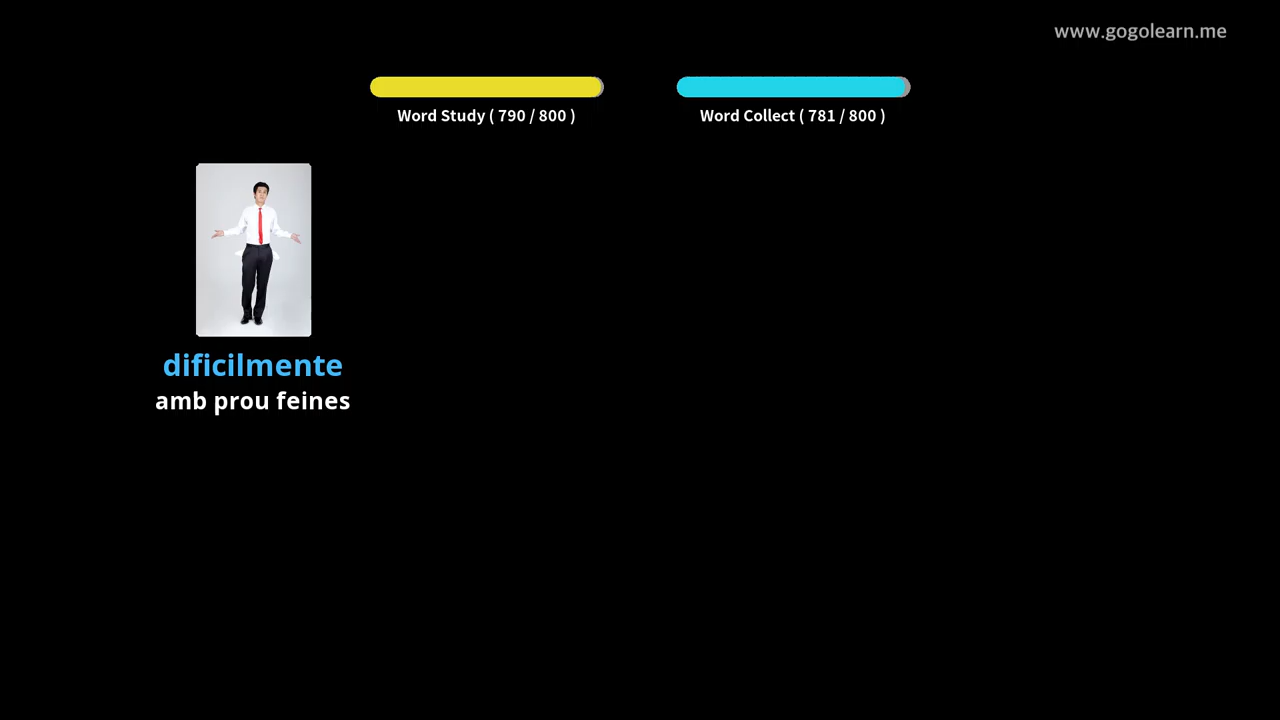 www.gogolearn.me
Word Study ( 790 / 800 )
Word Collect ( 781 / 800 )
dificilmente
amb prou feines